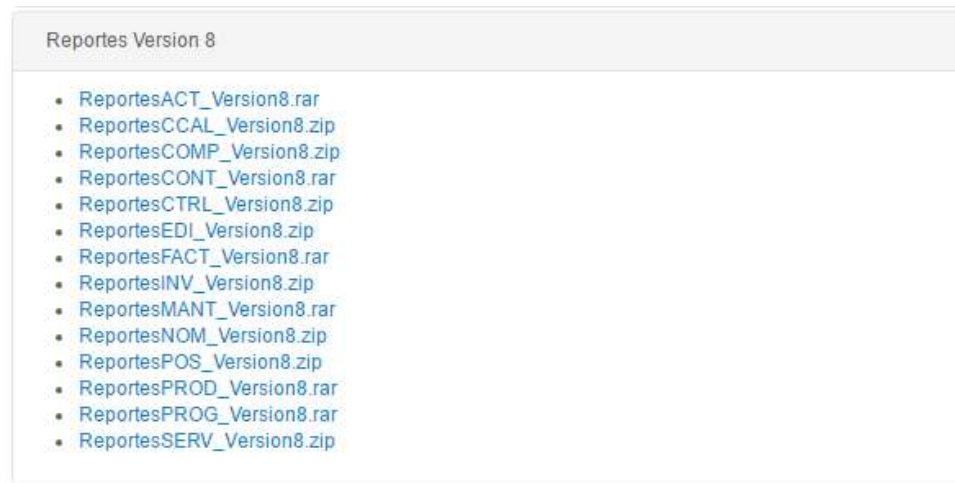 Reportes Version 8
ReportesACT_Version8.rar
ReportesCCAL_Version8.zip
ReportesCOMP_Version8.zip
ReportesCONT_Version8.rar
ReportesCTRL_Version8.zip
ReportesEDI_Version8.zip
ReportesFACT_Version8.rar
ReportesINV_Version8.zip
ReportesMANT_Version8.rar
ReportesNOM_Version8.zip
ReportesPOS_Version8.zip
ReportesPROD_Version8.rar
ReportesPROG_Version8.rar
ReportesSERV_Version8.zip